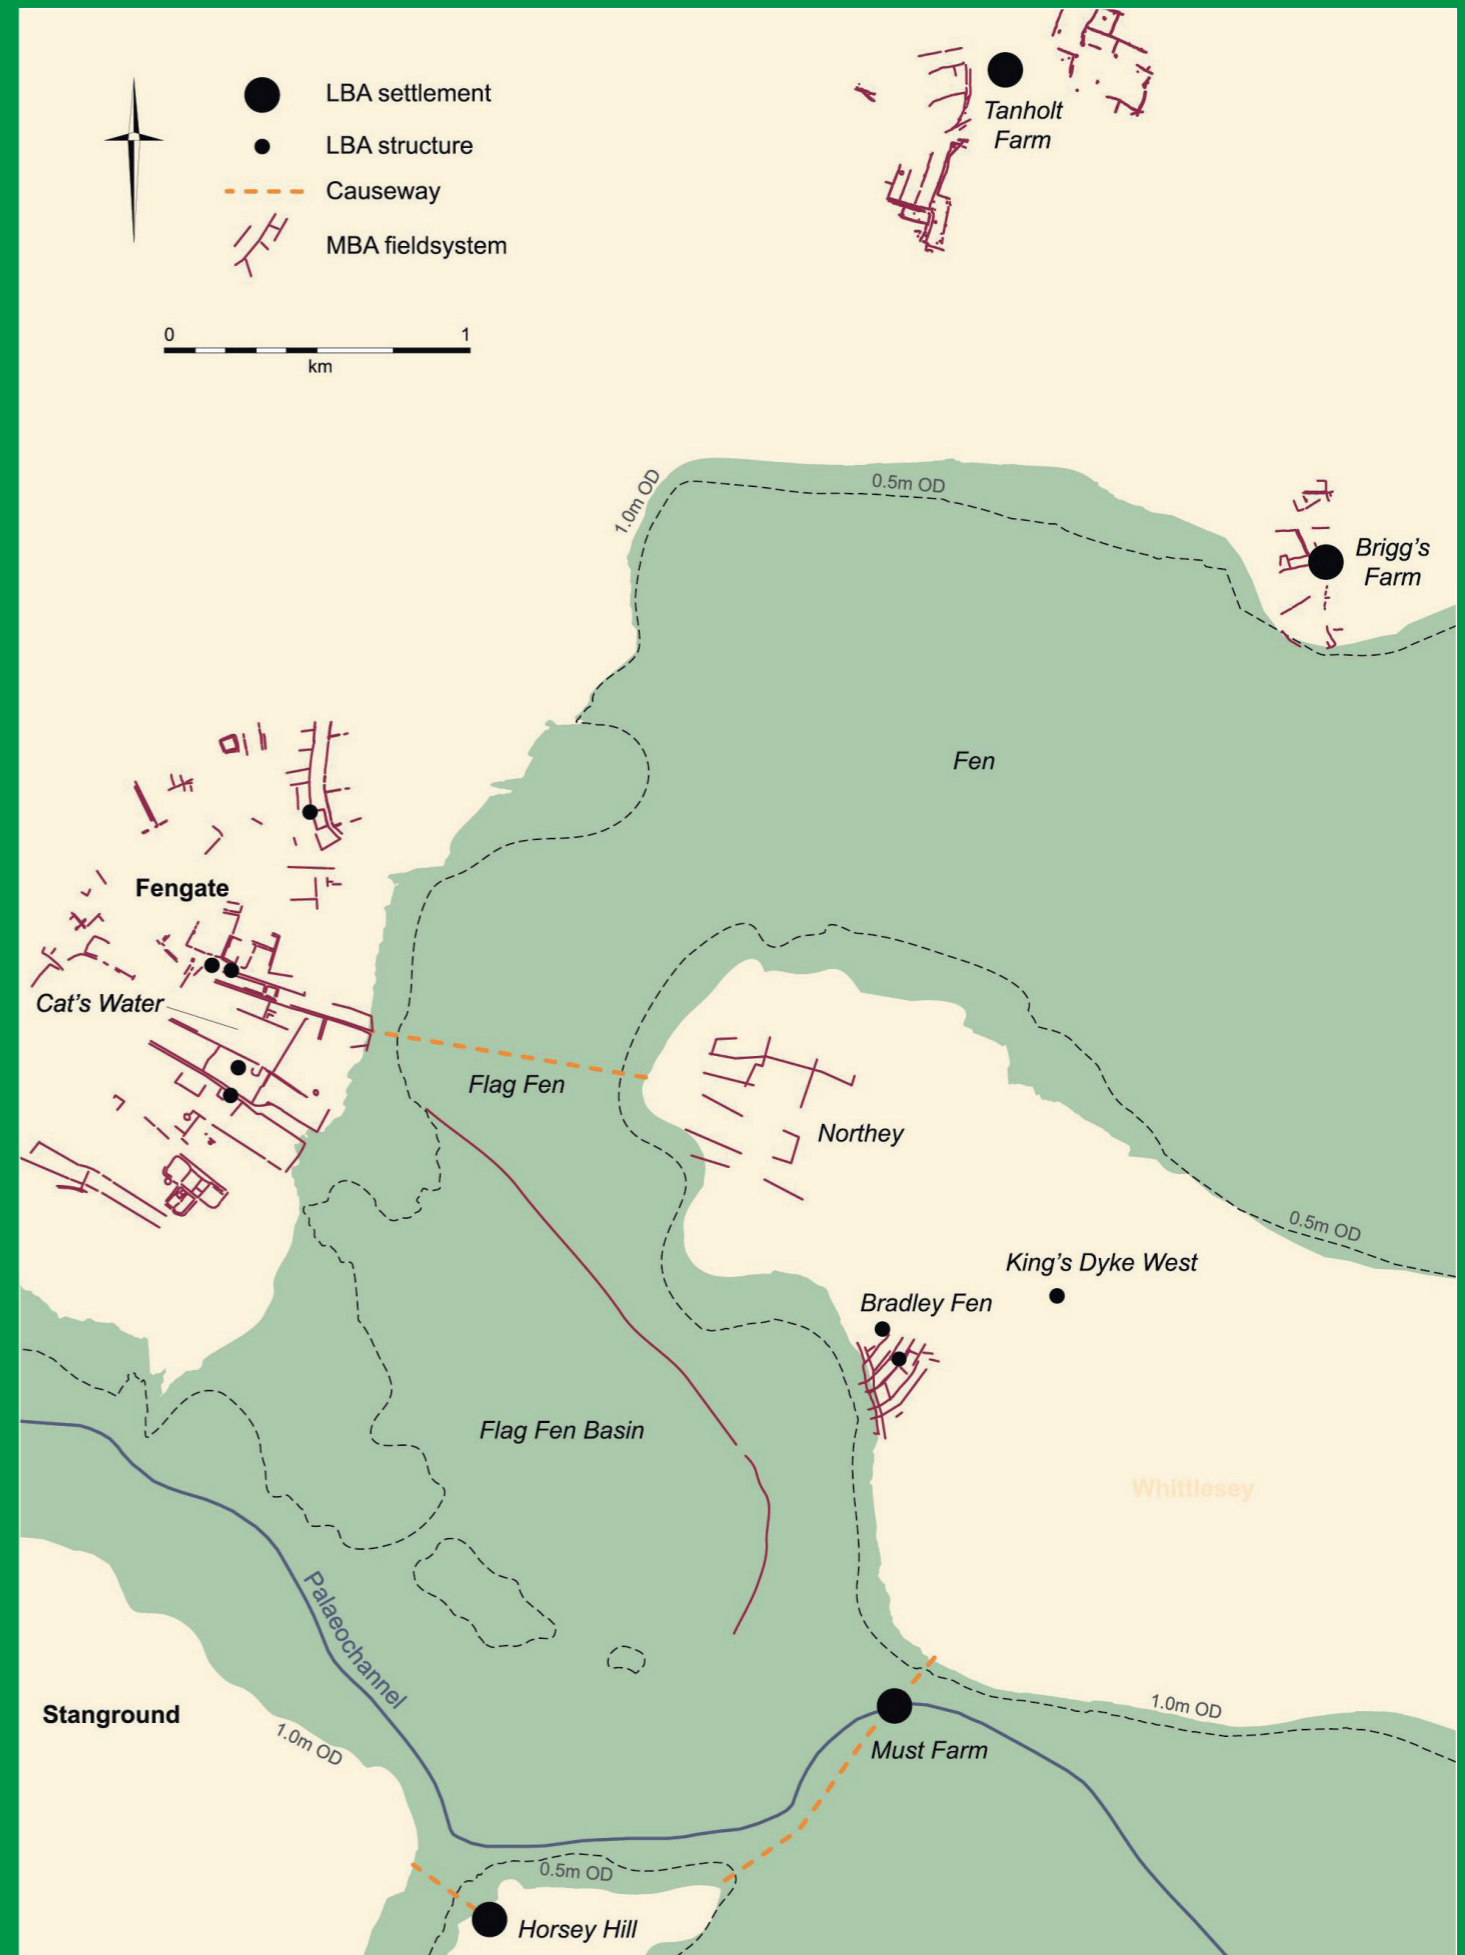 LBA settlement
LBA structure
Causeway
MBA fieldsystem
0 1
km
Tanholt
Farm
1.0m OD
0.5m OD
Brigg's
Farm
Fen
Fengate
Cat's Water
Flag Fen
Northey
0.5m OD
King's Dyke West
Bradley Fen
Flag Fen Basin
Whittlesey
Palaeochannel
Stanground
1.0m OD
1.0m OD
Must Farm
0.5m OD
Horsey Hill